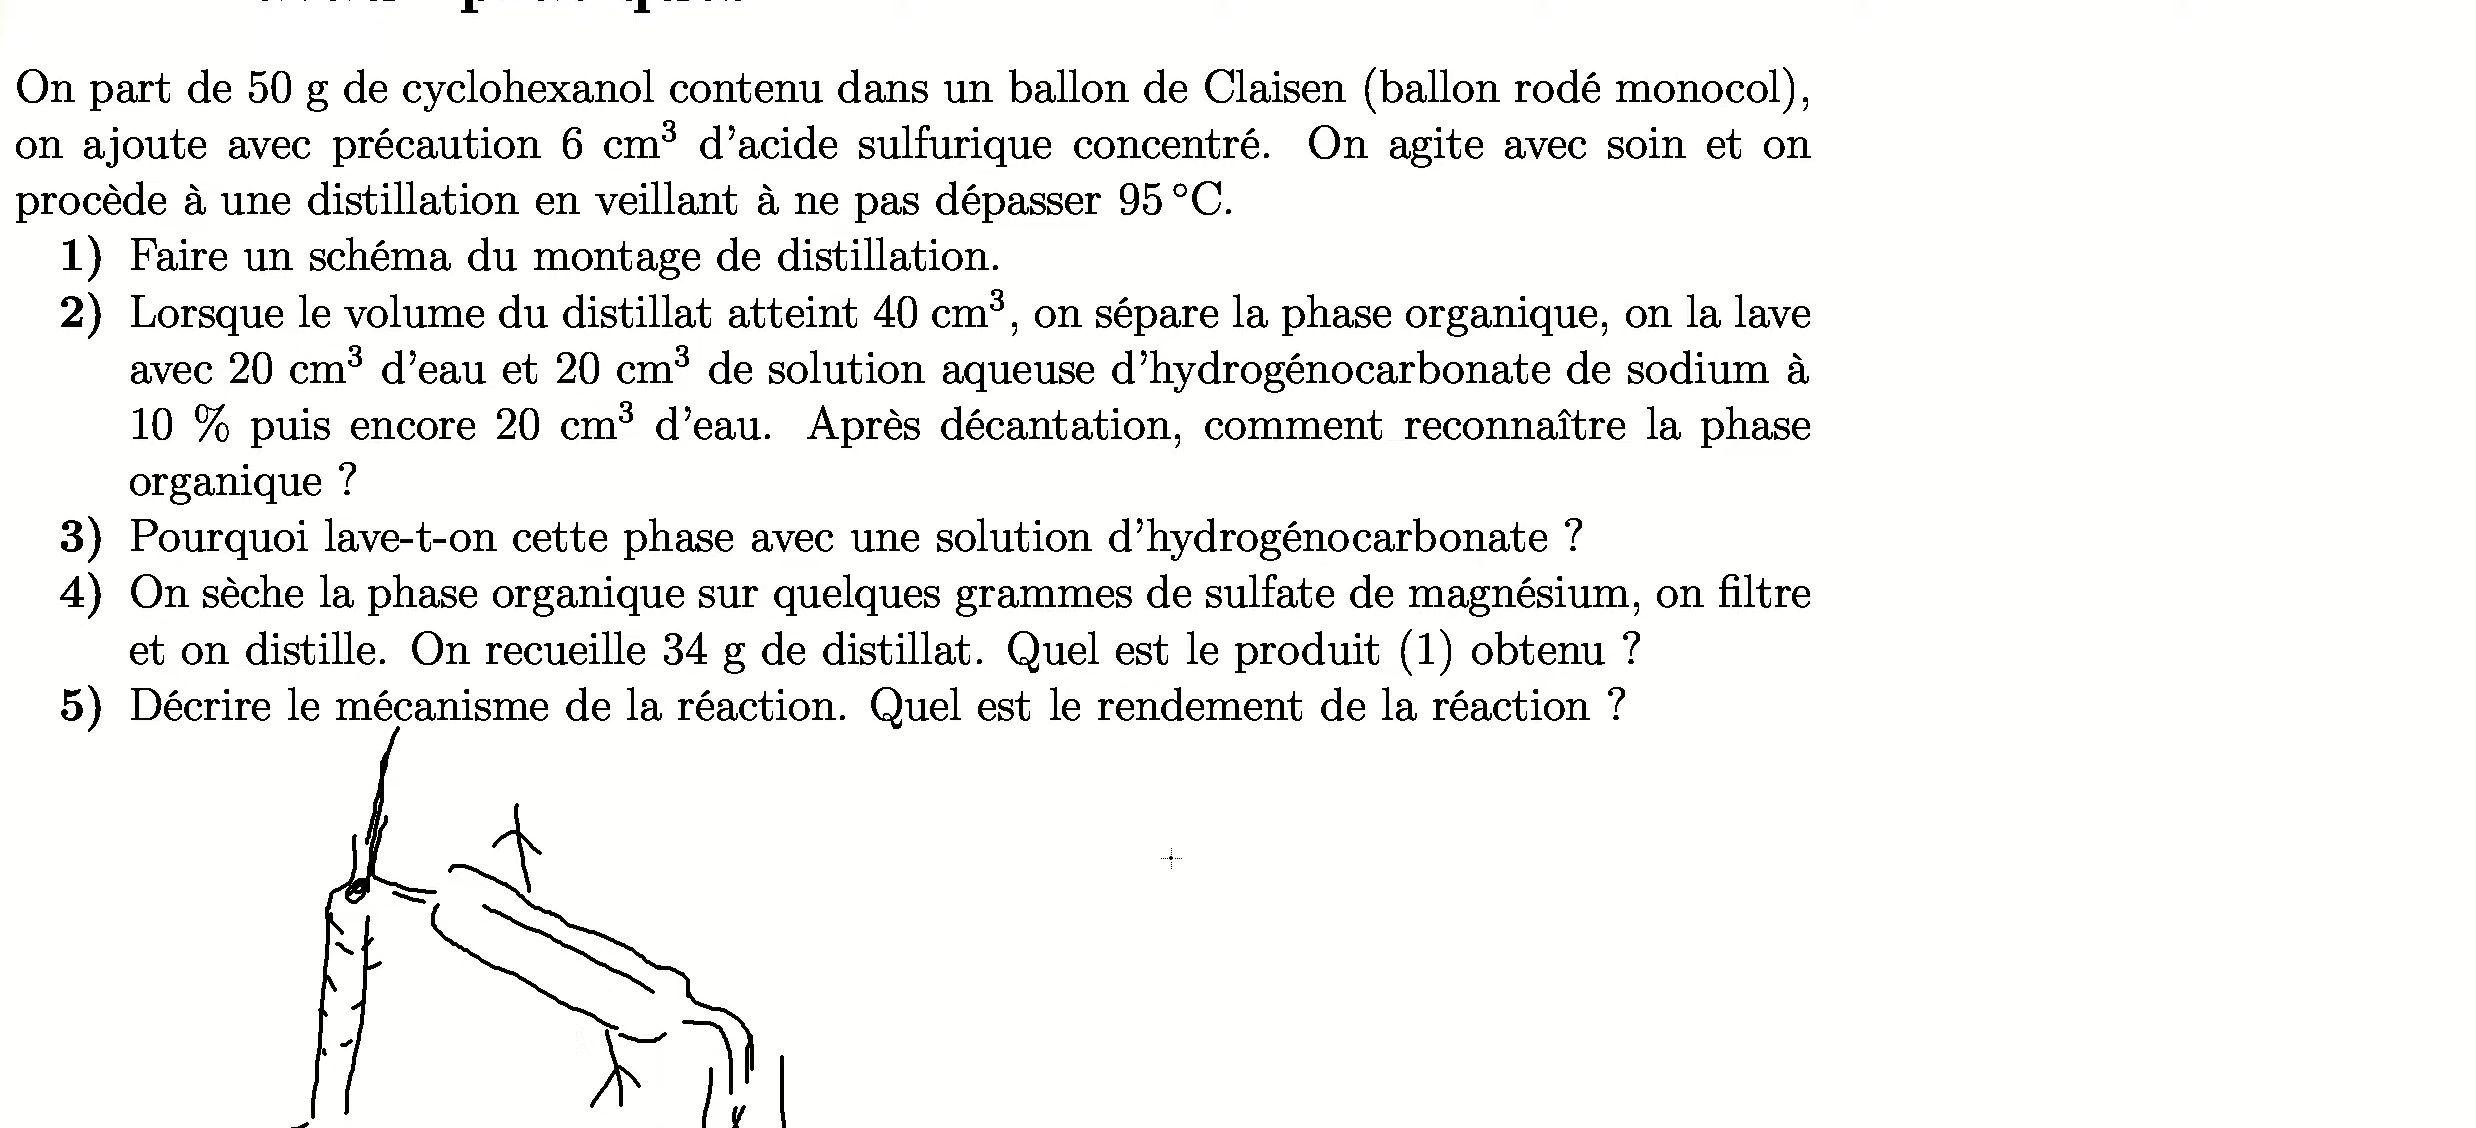 On part de 50 g de cyclohexanol contenu dans un ballon de Claisen (ballon rodé monocol),
on ajoute avec précaution 6 cm³ d'acide sulfurique concentré. On agite avec soin et on
procède à une distillation en veillant à ne pas dépasser 95 °C.
1) Faire un schéma du montage de distillation.
2) Lorsque le volume du distillat atteint 40 cm³, on sépare la phase organique, on la lave
avec 20 cm³ d'eau et 20 cm³ de solution aqueuse d'hydrogénocarbonate de sodium à
10 % puis encore 20 cm³ d'eau. Après décantation, comment reconnaître la phase
organique ?
3) Pourquoi lave-t-on cette phase avec une solution d'hydrogénocarbonate ?
4) On sèche la phase organique sur quelques grammes de sulfate de magnésium, on filtre
et on distille. On recueille 34 g de distillat. Quel est le produit (1) obtenu ?
5) Décrire le mécanisme de la réaction. Quel est le rendement de la réaction ?